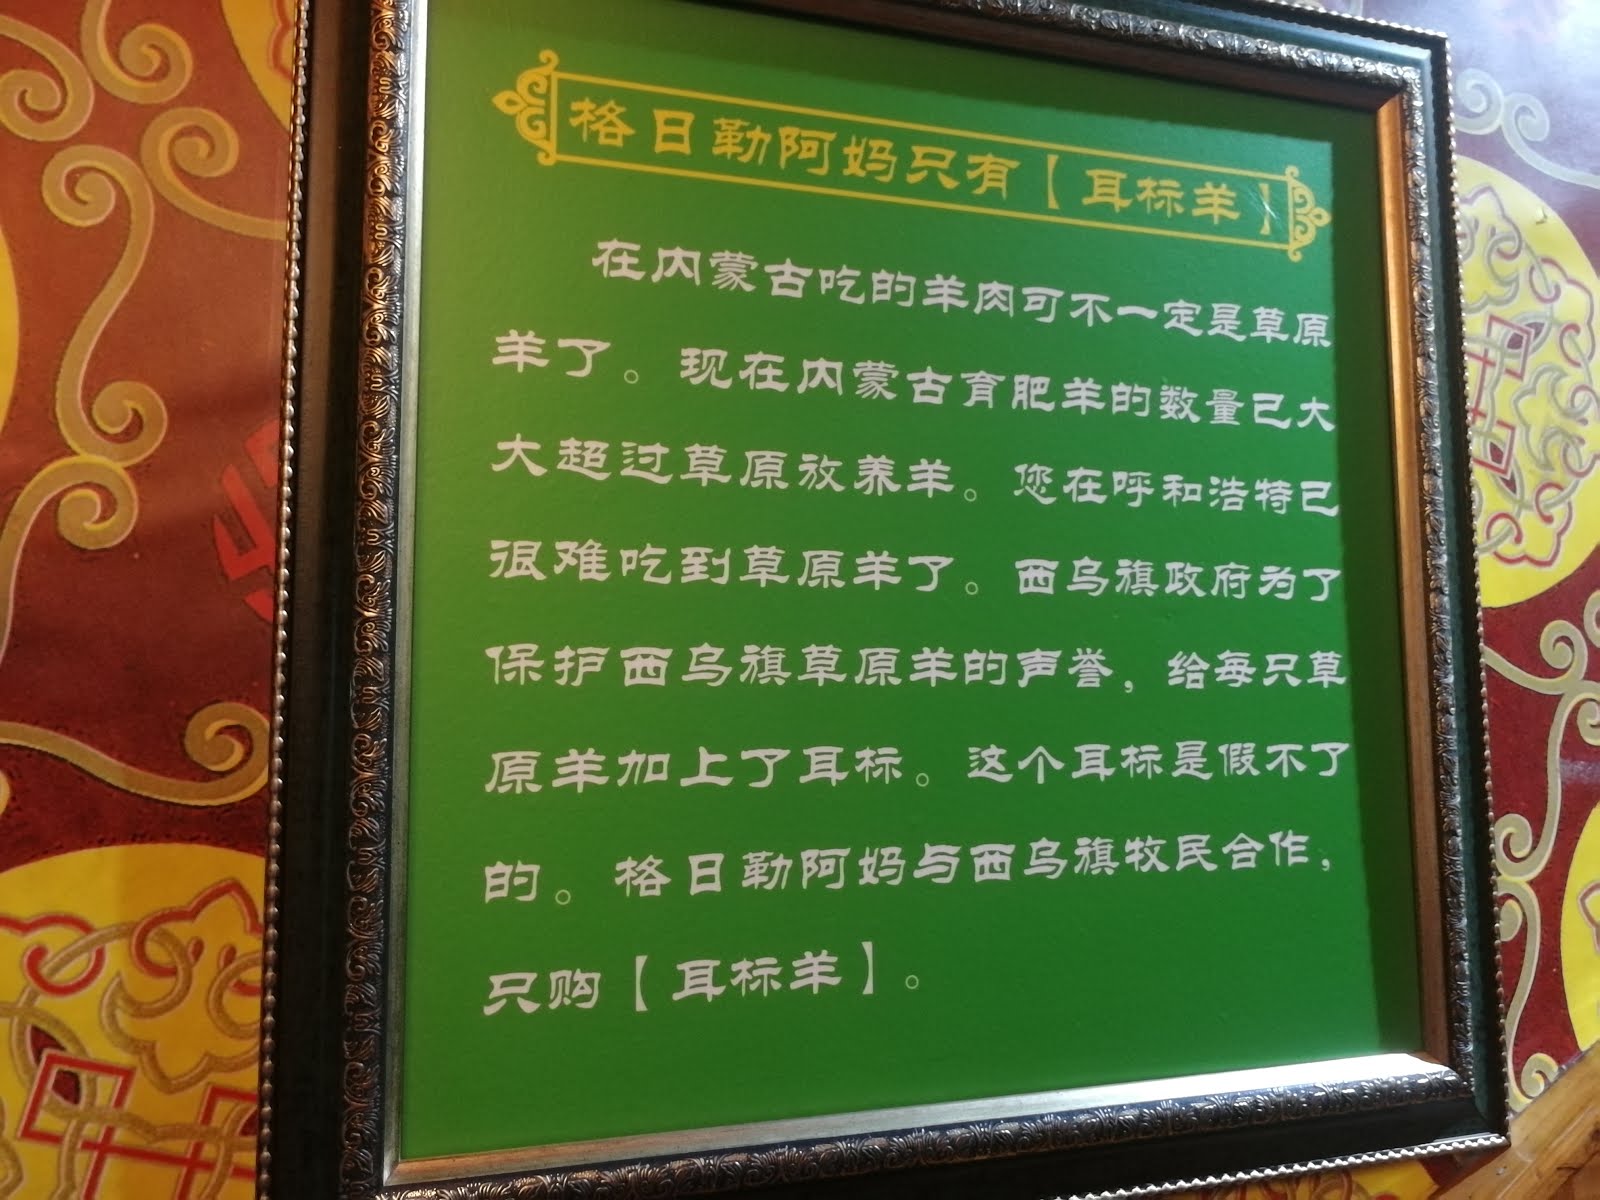 格日勒阿妈只有【耳标羊】
在内蒙古吃的羊肉可不一定是草原
羊了。现在内蒙古育肥羊的数量已大
大超过草原放养羊。您在呼和浩特已
很难吃到草原羊了。西乌旗政府为了
保护西乌旗草原羊的声誉，给每只草
原羊加上了耳标。这个耳标是假不了
的。格日勒阿妈与西乌旗牧民合作，
只购【耳标羊】。